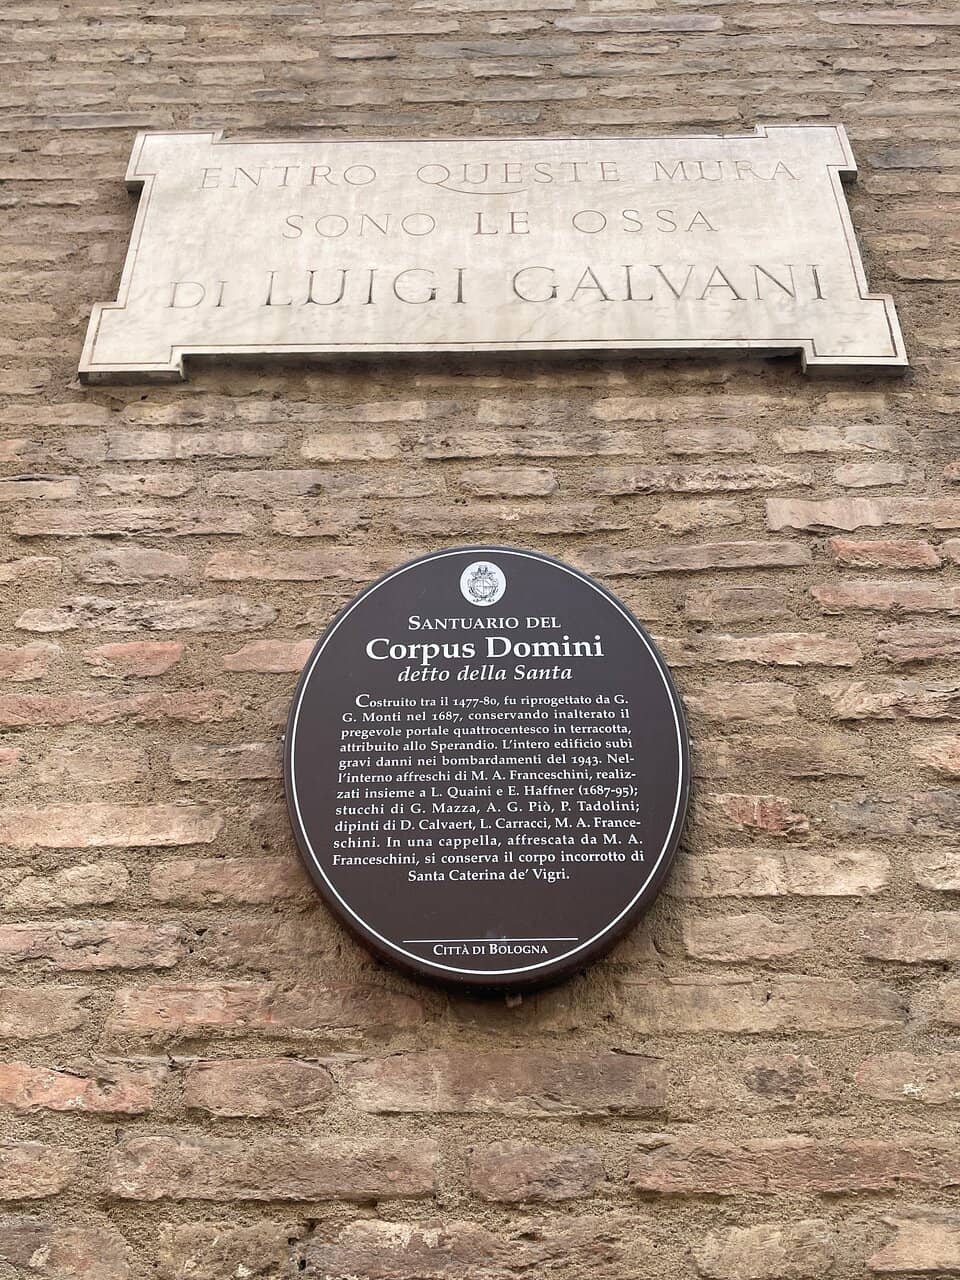 ENTRO QUESTE MURA
SONO LE OSSA
DI LUIGI GALVANI
SANTUARIO DEL
Corpus Domini
detto della Santa
Costruito tra il 1477-80, fu riprogettato da G.
G. Monti nel 1687, conservando inalterato il
pregevole portale quattrocentesco in terracotta,
attribuito allo Sperandio. L'intero edificio subì
gravi danni nei bombardamenti del 1943. Nel-
l'interno affreschi di M. A. Franceschini, realiz-
zati insieme a L. Quaini e E. Haffner (1687-95);
stucchi di G. Mazza, A. G. Piò, P. Tadolini;
dipinti di D. Calvaert, L. Carracci, M. A. France-
schini. In una cappella, affrescata da M. A.
Franceschini, si conserva il corpo incorrotto di
Santa Caterina de' Vigri.
CITTÀ DI BOLOGNA